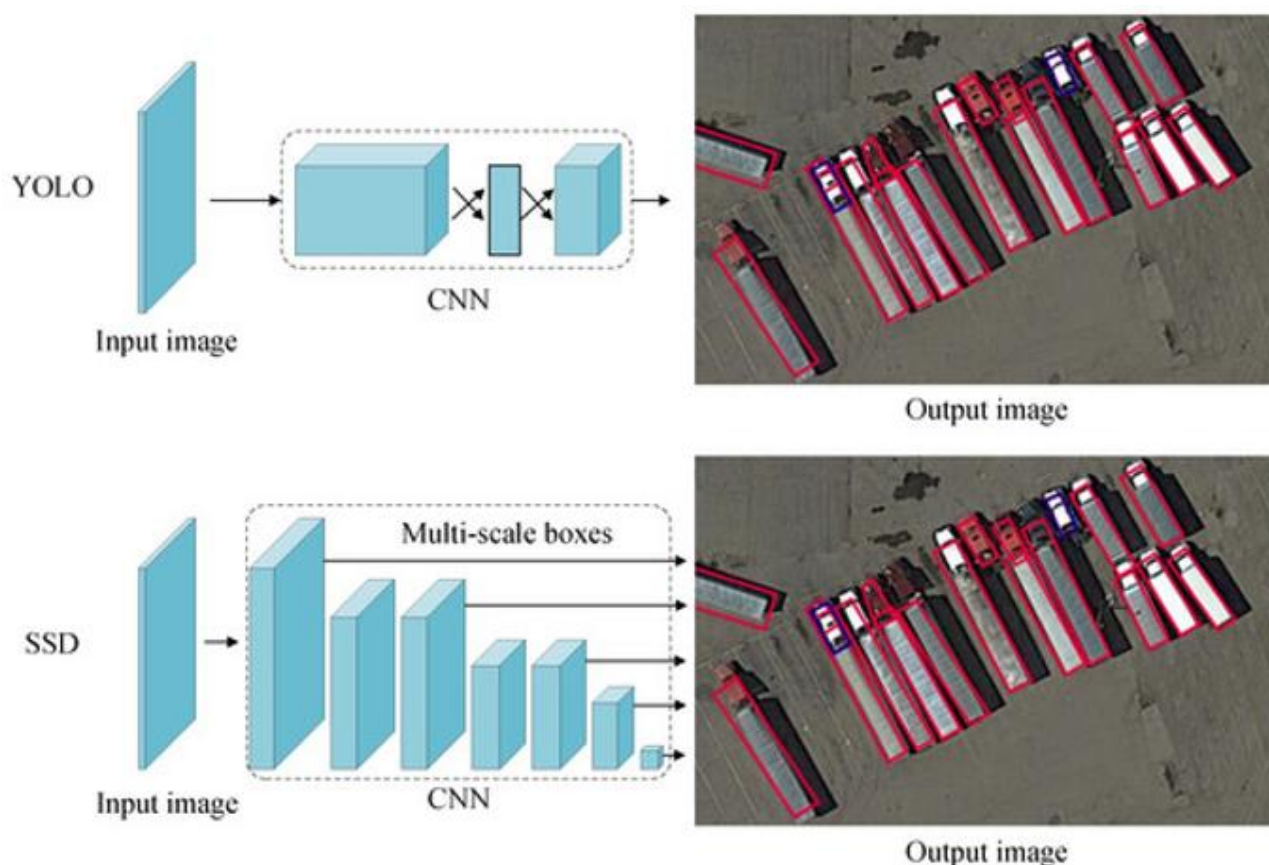 YOLO
CNN
Input image
Output image
Multi-scale boxes
SSD
CNN
Input image
Output image